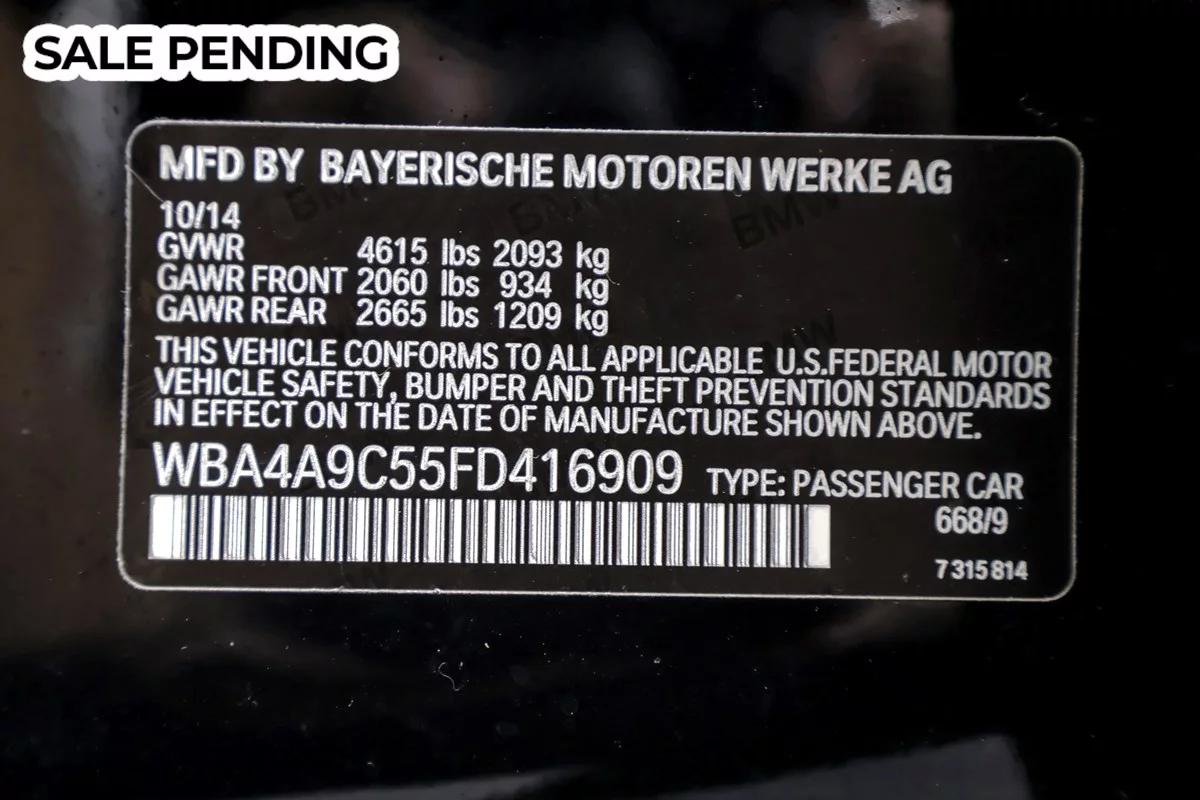 SALE PENDING
MFD BY BAYERISCHE MOTOREN WERKE AG
10/14
GVWR 4615 lbs 2093 kg
GAWR FRONT 2060 lbs 934 kg
GAWR REAR 2665 lbs 1209 kg
THIS VEHICLE CONFORMS TO ALL APPLICABLE U.S.FEDERAL MOTOR
VEHICLE SAFETY, BUMPER AND THEFT PREVENTION STANDARDS
IN EFFECT ON THE DATE OF MANUFACTURE SHOWN ABOVE.
WBA4A9C55FD416909 TYPE: PASSENGER CAR
668/9
7315814